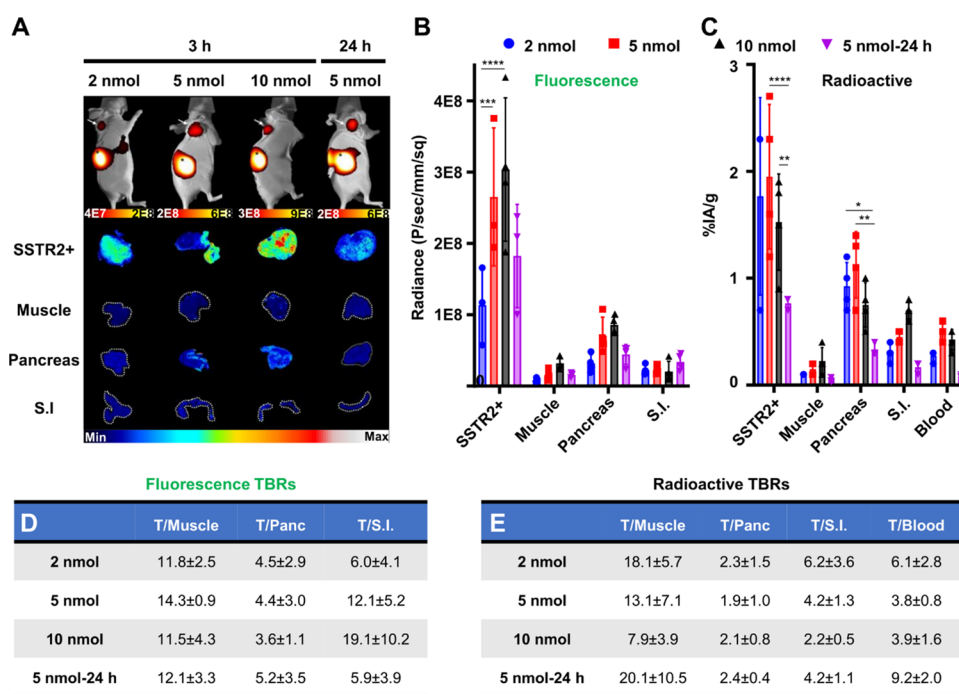 A
3 h
24 h
2 nmol
5 nmol
10 nmol
5 nmol
4E7
2E8
2E8
6E8
3E8
9E8
2E8
6E8
SSTR2+
Muscle
Pancreas
S.I
Min
Max
B
2 nmol
5 nmol
10 nmol
5 nmol-24 h
Fluorescence
****
***
Radiance (P/sec/mm/sq)
4E8
3E8
2E8
1E8
0
SSTR2+
Muscle
Pancreas
S.I.
C
Radioactive
****
**
*
**
%IA/g
3
2
1
0
SSTR2+
Muscle
Pancreas
S.I.
Blood
Fluorescence TBRs
D T/Muscle T/Panc T/S.I.
2 nmol 11.8±2.5 4.5±2.9 6.0±4.1
5 nmol 14.3±0.9 4.4±3.0 12.1±5.2
10 nmol 11.5±4.3 3.6±1.1 19.1±10.2
5 nmol-24 h 12.1±3.3 5.2±3.5 5.9±3.9
Radioactive TBRs
E T/Muscle T/Panc T/S.I. T/Blood
2 nmol 18.1±5.7 2.3±1.5 6.2±3.6 6.1±2.8
5 nmol 13.1±7.1 1.9±1.0 4.2±1.3 3.8±0.8
10 nmol 7.9±3.9 2.1±0.8 2.2±0.5 3.9±1.6
5 nmol-24 h 20.1±10.5 2.4±0.4 4.2±1.1 9.2±2.0